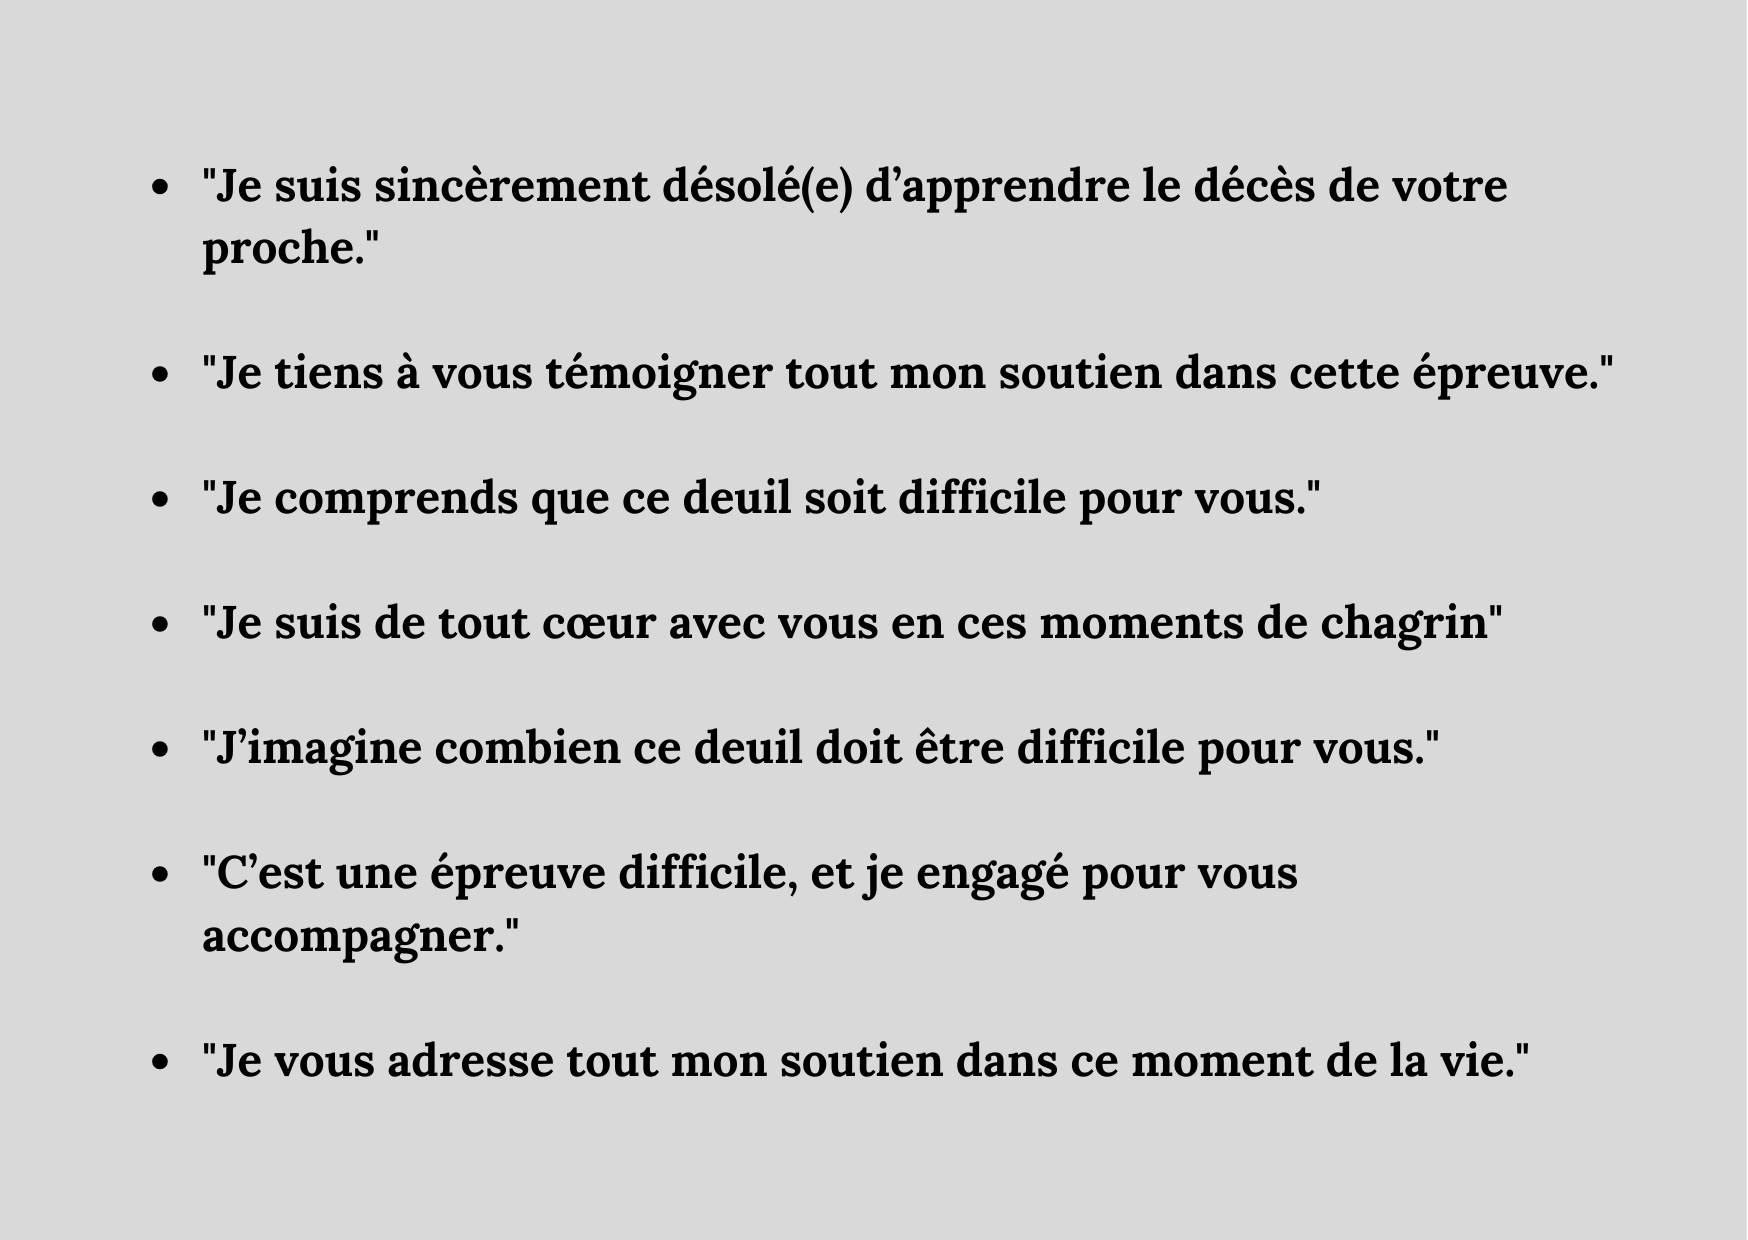 • "Je suis sincèrement désolé(e) d’apprendre le décès de votre
proche."
• "Je tiens à vous témoigner tout mon soutien dans cette épreuve."
• "Je comprends que ce deuil soit difficile pour vous."
• "Je suis de tout cœur avec vous en ces moments de chagrin"
• "J’imagine combien ce deuil doit être difficile pour vous."
• "C’est une épreuve difficile, et je engagé pour vous
accompagner."
• "Je vous adresse tout mon soutien dans ce moment de la vie."